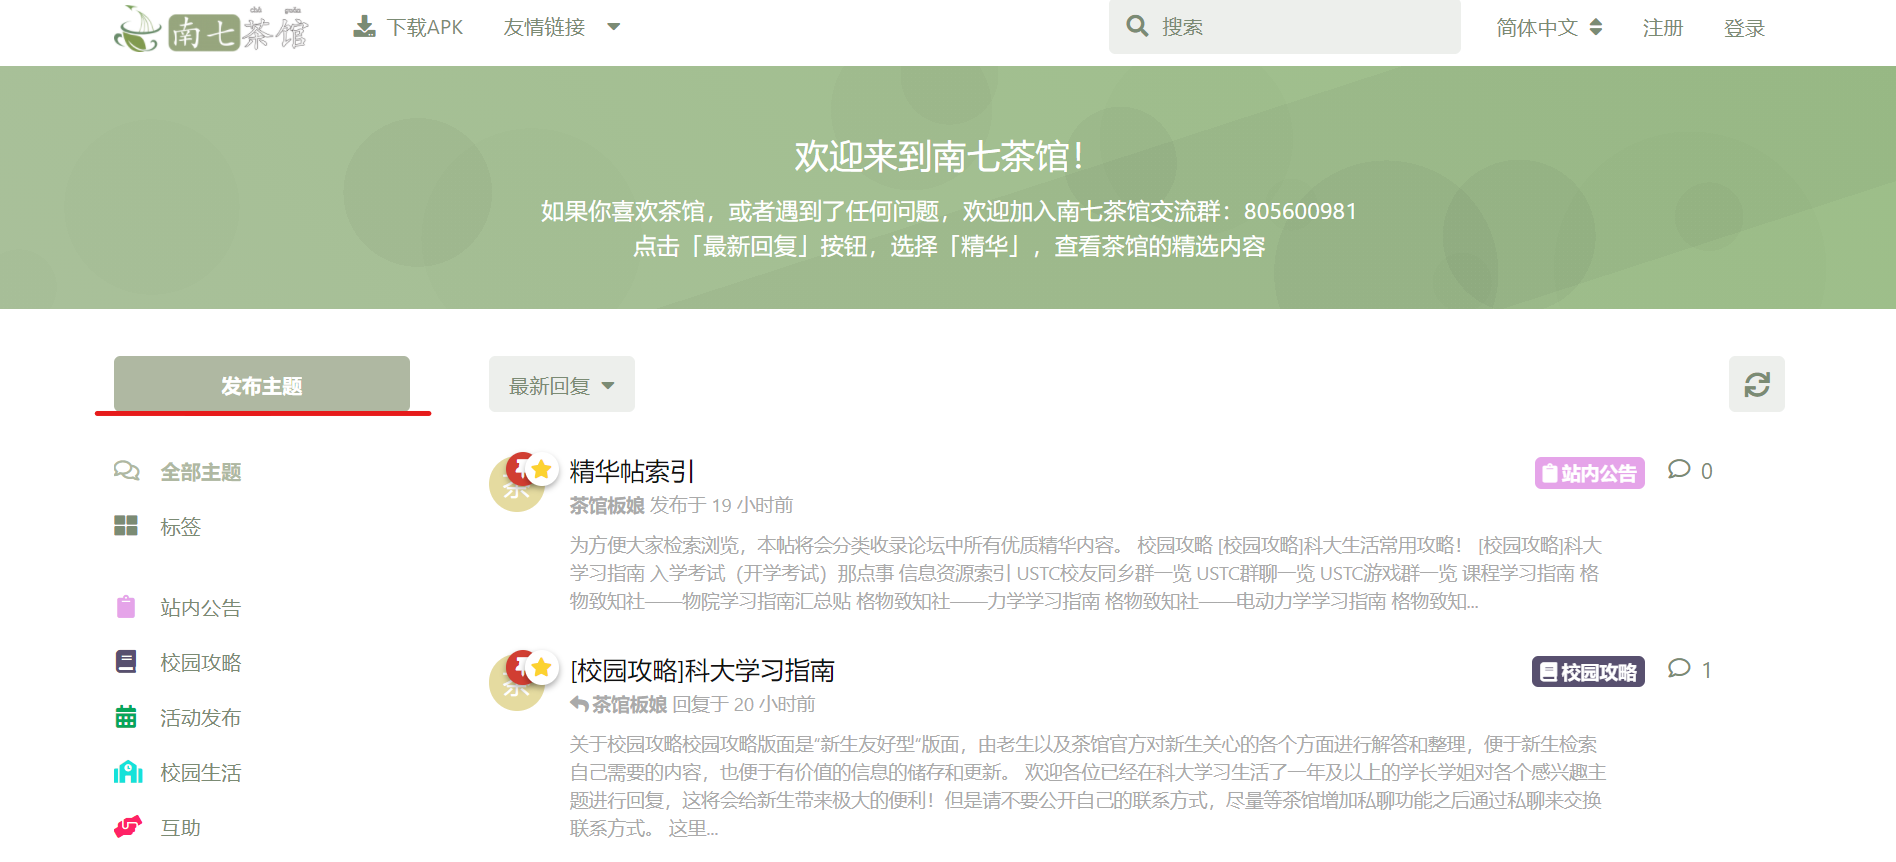 南七茶馆
chá guǎn
下载APK
友情链接
搜索
简体中文
注册
登录
欢迎来到南七茶馆！
如果你喜欢茶馆，或者遇到了任何问题，欢迎加入南七茶馆交流群：805600981
点击「最新回复」按钮，选择「精华」，查看茶馆的精选内容
发布主题
最新回复
全部主题
标签
站内公告
校园攻略
活动发布
校园生活
互助
茶
精华帖索引
站内公告
0
茶馆板娘 发布于 19 小时前
为方便大家检索浏览，本帖将会分类收录论坛中所有优质精华内容。 校园攻略 [校园攻略]科大生活常用攻略！ [校园攻略]科大
学习指南 入学考试（开学考试）那点事 信息资源索引 USTC校友同乡群一览 USTC群聊一览 USTC游戏群一览 课程学习指南 格
物致知社——物院学习指南汇总贴 格物致知社——力学学习指南 格物致知社——电动力学学习指南 格物致知...
茶
[校园攻略]科大学习指南
校园攻略
1
茶馆板娘 回复于 20 小时前
关于校园攻略校园攻略版面是“新生友好型“版面，由老生以及茶馆官方对新生关心的各个方面进行解答和整理，便于新生检索
自己需要的内容，也便于有价值的信息的储存和更新。 欢迎各位已经在科大学习生活了一年及以上的学长学姐对各个感兴趣主
题进行回复，这将会给新生带来极大的便利！但是请不要公开自己的联系方式，尽量等茶馆增加私聊功能之后通过私聊来交换
联系方式。 这里...